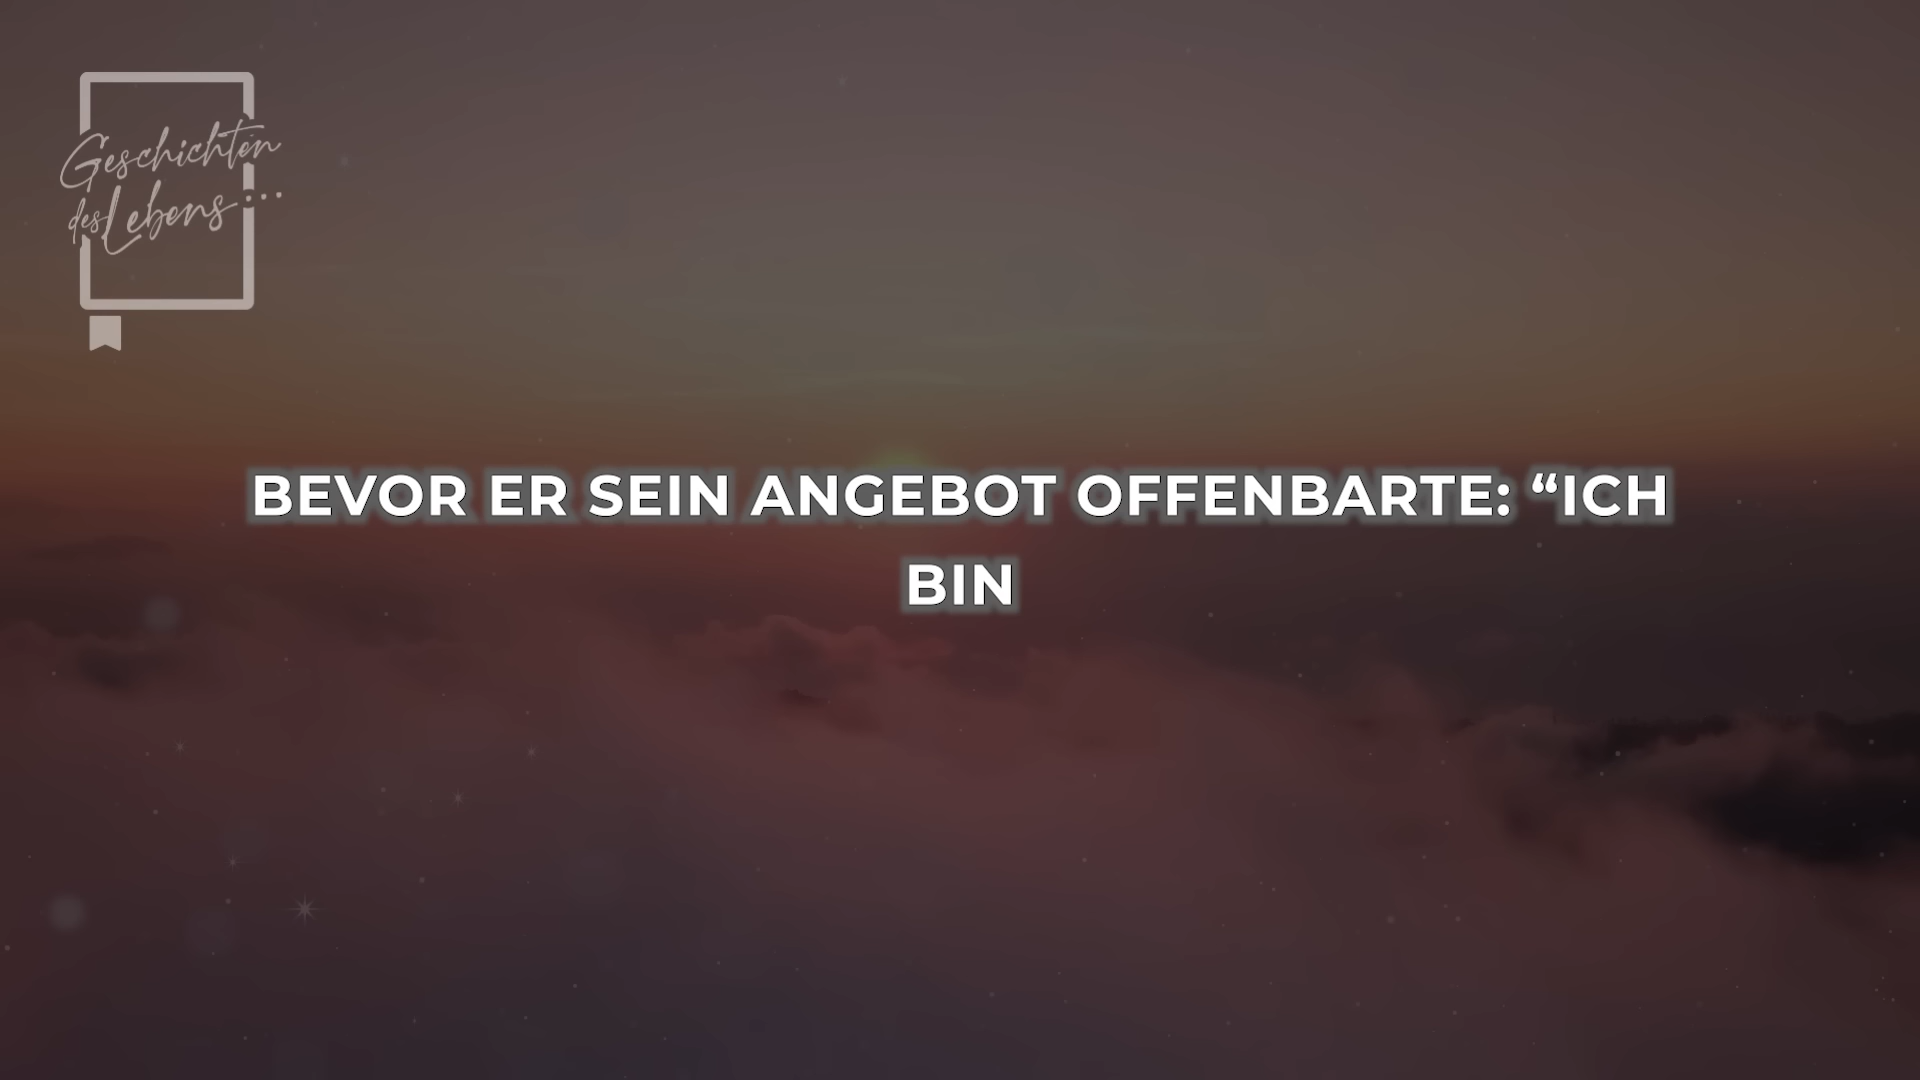 Geschichten
des Lebens...
BEVOR ER SEIN ANGEBOT OFFENBARTE: “ICH
BIN